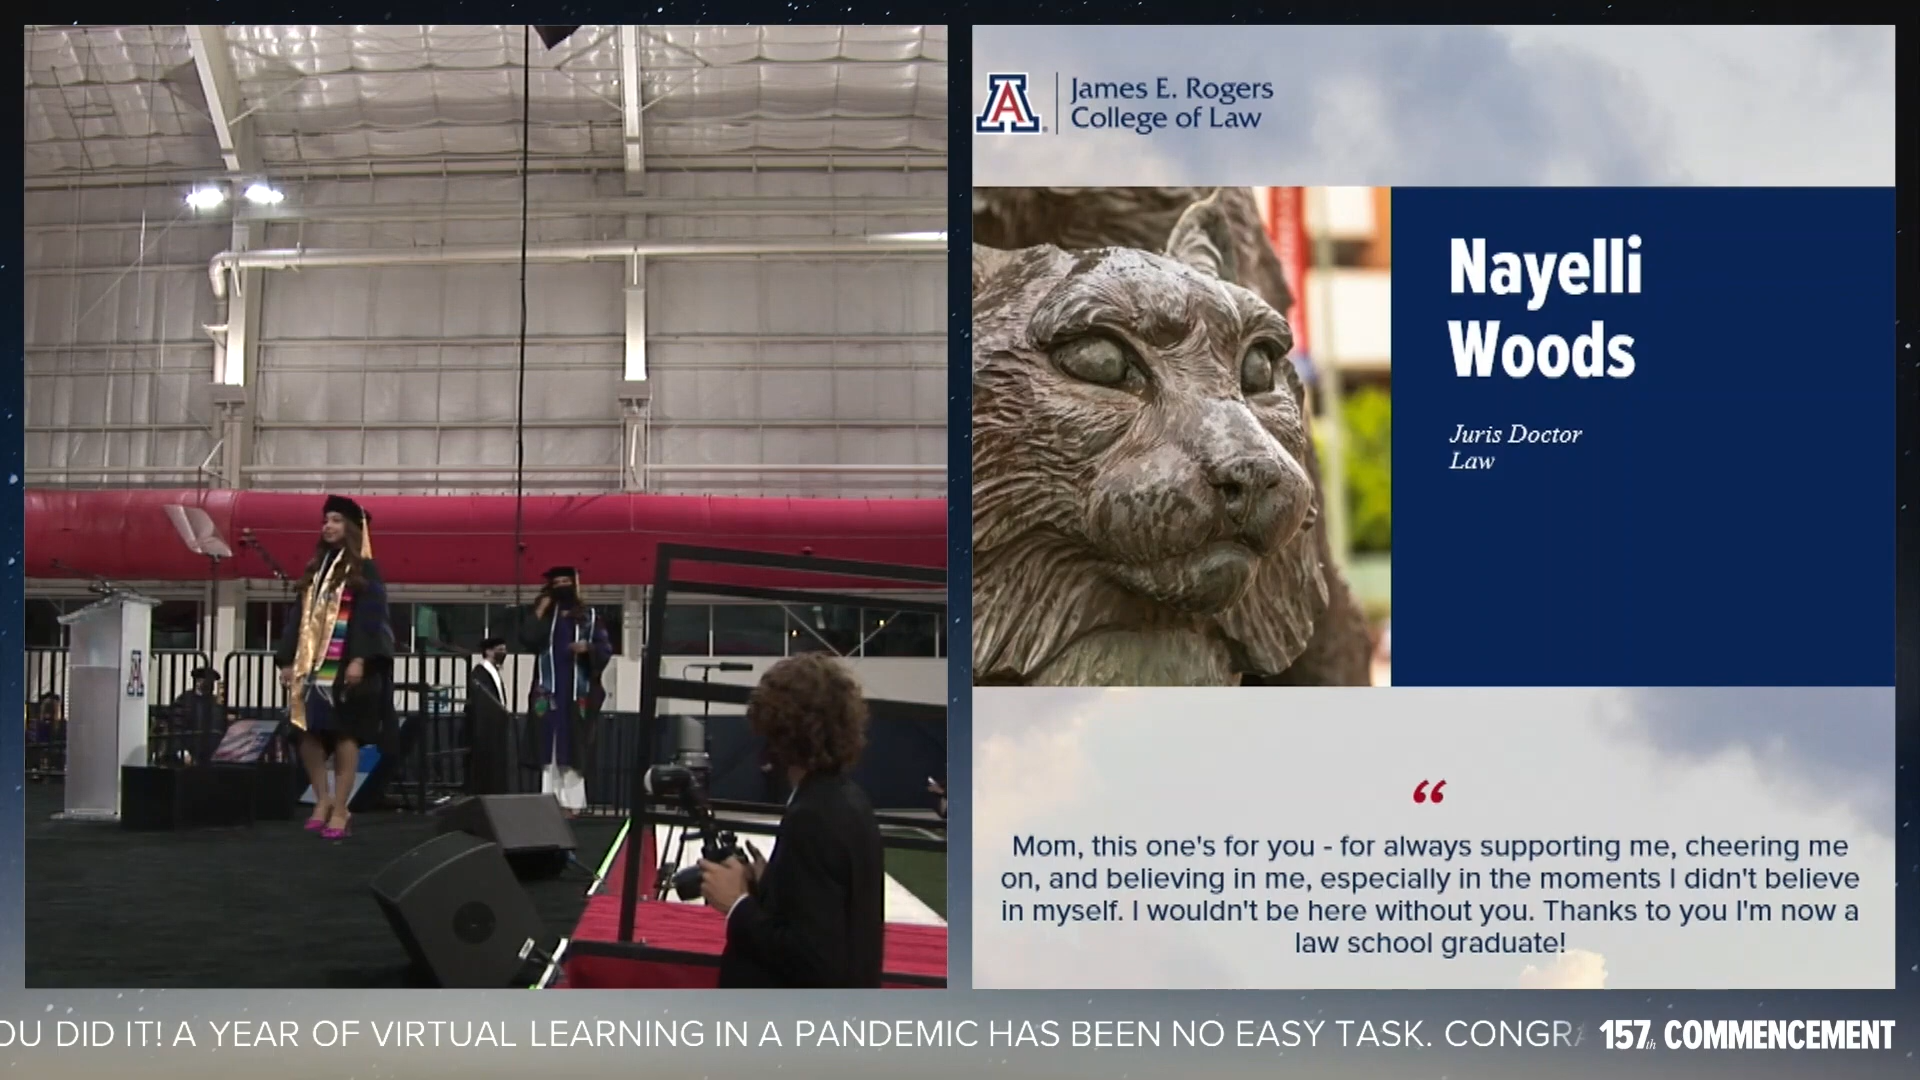 A
James E. Rogers
College of Law
Nayelli
Woods
Juris Doctor
Law
“
Mom, this one's for you - for always supporting me, cheering me
on, and believing in me, especially in the moments I didn't believe
in myself. I wouldn't be here without you. Thanks to you I'm now a
law school graduate!
OU DID IT! A YEAR OF VIRTUAL LEARNING IN A PANDEMIC HAS BEEN NO EASY TASK. CONGRA
157th COMMENCEMENT